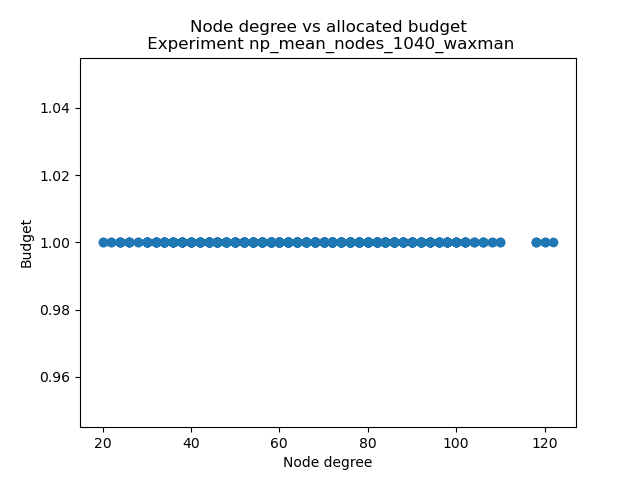 Node degree vs allocated budget
Experiment np_mean_nodes_1040_waxman
1.04
1.02
1.00
0.98
0.96
Budget
20 40 60 80 100 120
Node degree